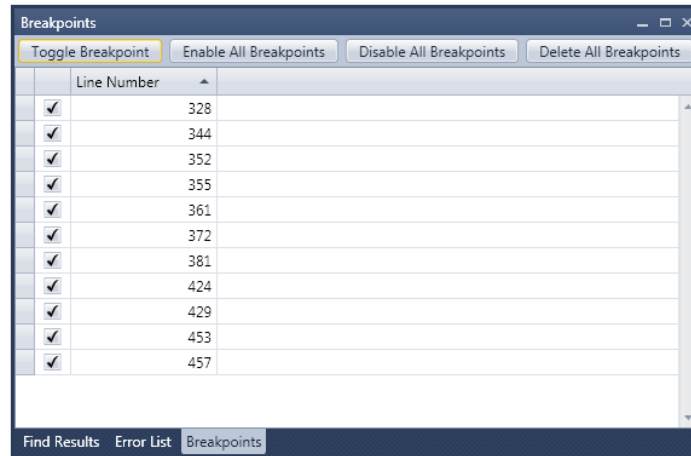 Breakpoints
Toggle Breakpoint Enable All Breakpoints Disable All Breakpoints Delete All Breakpoints
Line Number
328
344
352
355
361
372
381
424
429
453
457
Find Results Error List Breakpoints